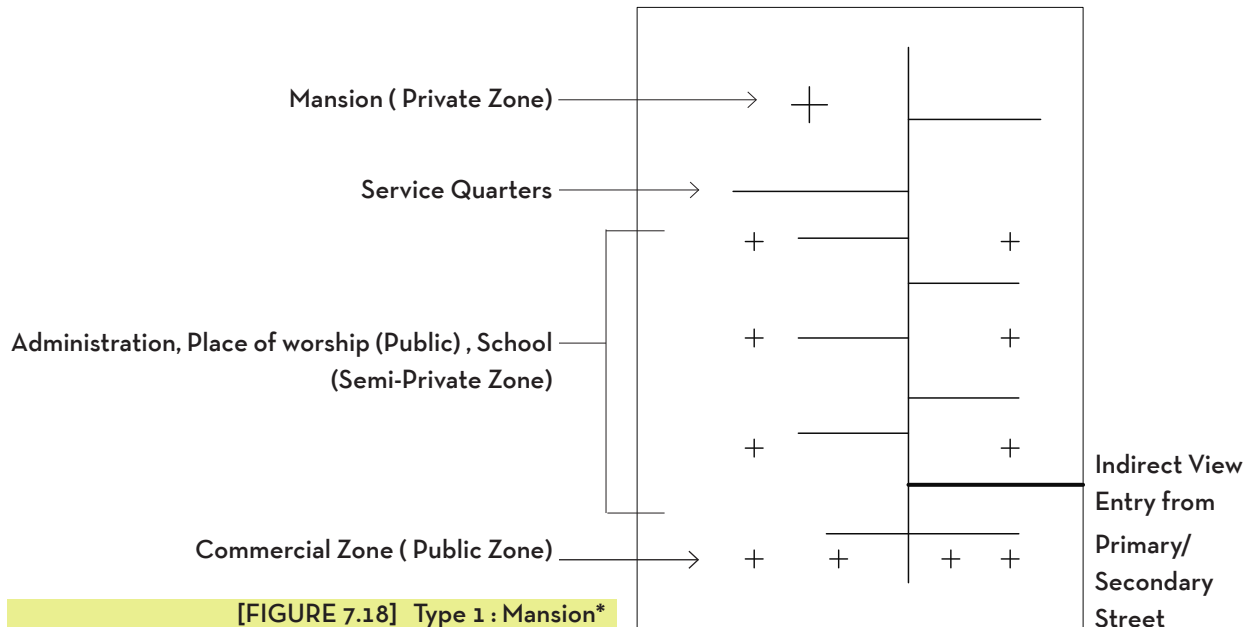 Mansion ( Private Zone)
Service Quarters
Administration, Place of worship (Public) , School
(Semi-Private Zone)
Commercial Zone ( Public Zone)
[FIGURE 7.18] Type 1 : Mansion*
Indirect View
Entry from
Primary/
Secondary
Street